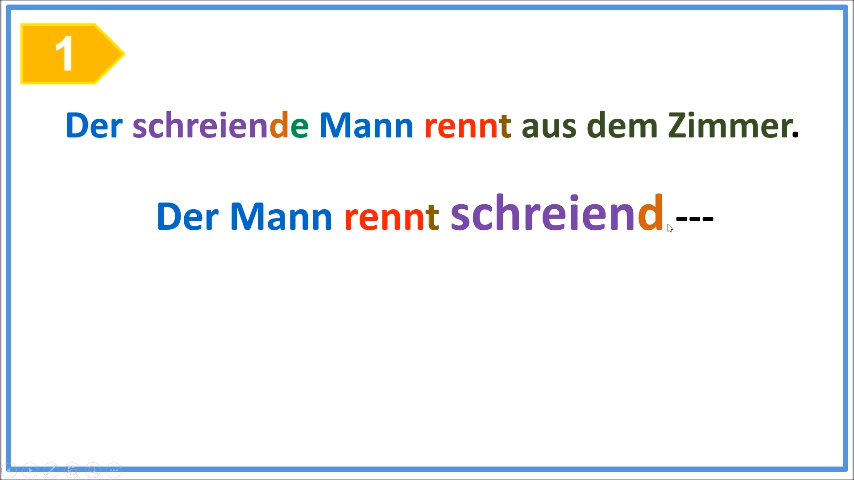 1
Der schreiende Mann rennt aus dem Zimmer.
Der Mann rennt schreiend ---